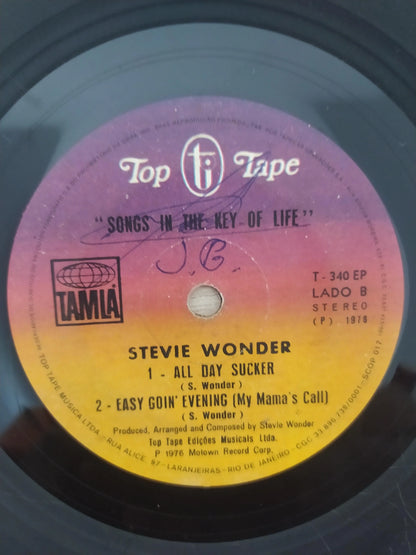 Top ti Tape
"SONGS IN THE KEY OF LIFE"
J.G.
TAMLA
T - 340 EP
LADO B
STEREO
(P) 1976
STEVIE WONDER
1 - ALL DAY SUCKER
(S. Wonder)
2 - EASY GOIN' EVENING (My Mama's Call)
(S. Wonder)
Produced, Arranged and Composed by Stevie Wonder
Top Tape Edições Musicais Ltda.
P 1976 Motown Record Corp.
TOP TAPE MUSICA LTDA - RUA ALICE, 97 - LARANJEIRAS - RIO DE JANEIRO